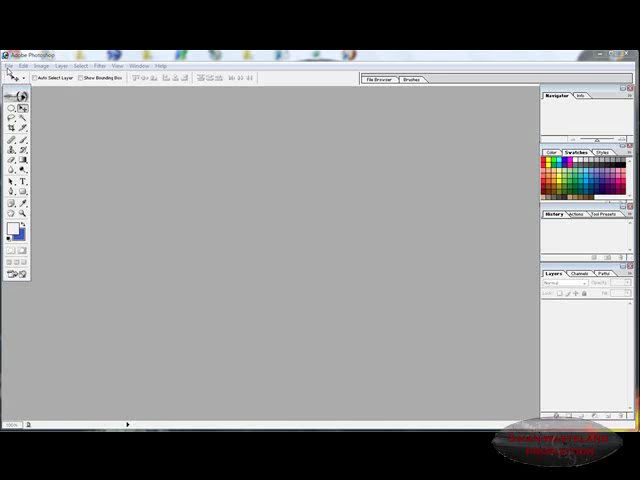 Adobe Photoshop
File Edit Image Layer Select Filter View Window Help
Auto Select Layer Show Bounding Box File Browser Brushes
Navigator Info
Color Swatches Styles
History Actions Tool Presets
Layers Channels Paths
Normal Opacity:
Lock: Fill:
100%
PRODUCTION